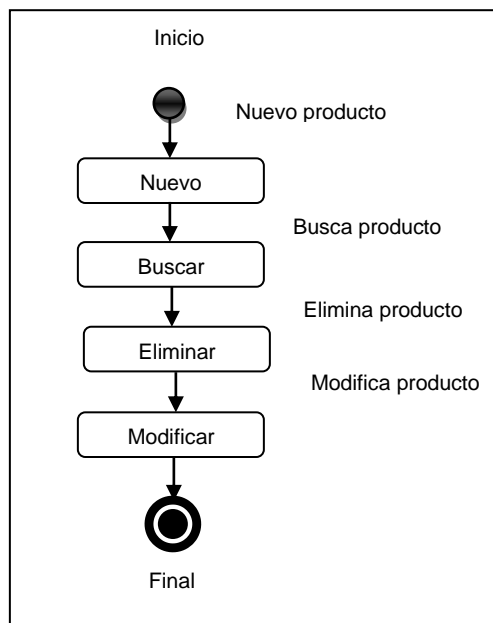 Inicio
Nuevo producto
Nuevo
Busca producto
Buscar
Elimina producto
Eliminar
Modifica producto
Modificar
Final